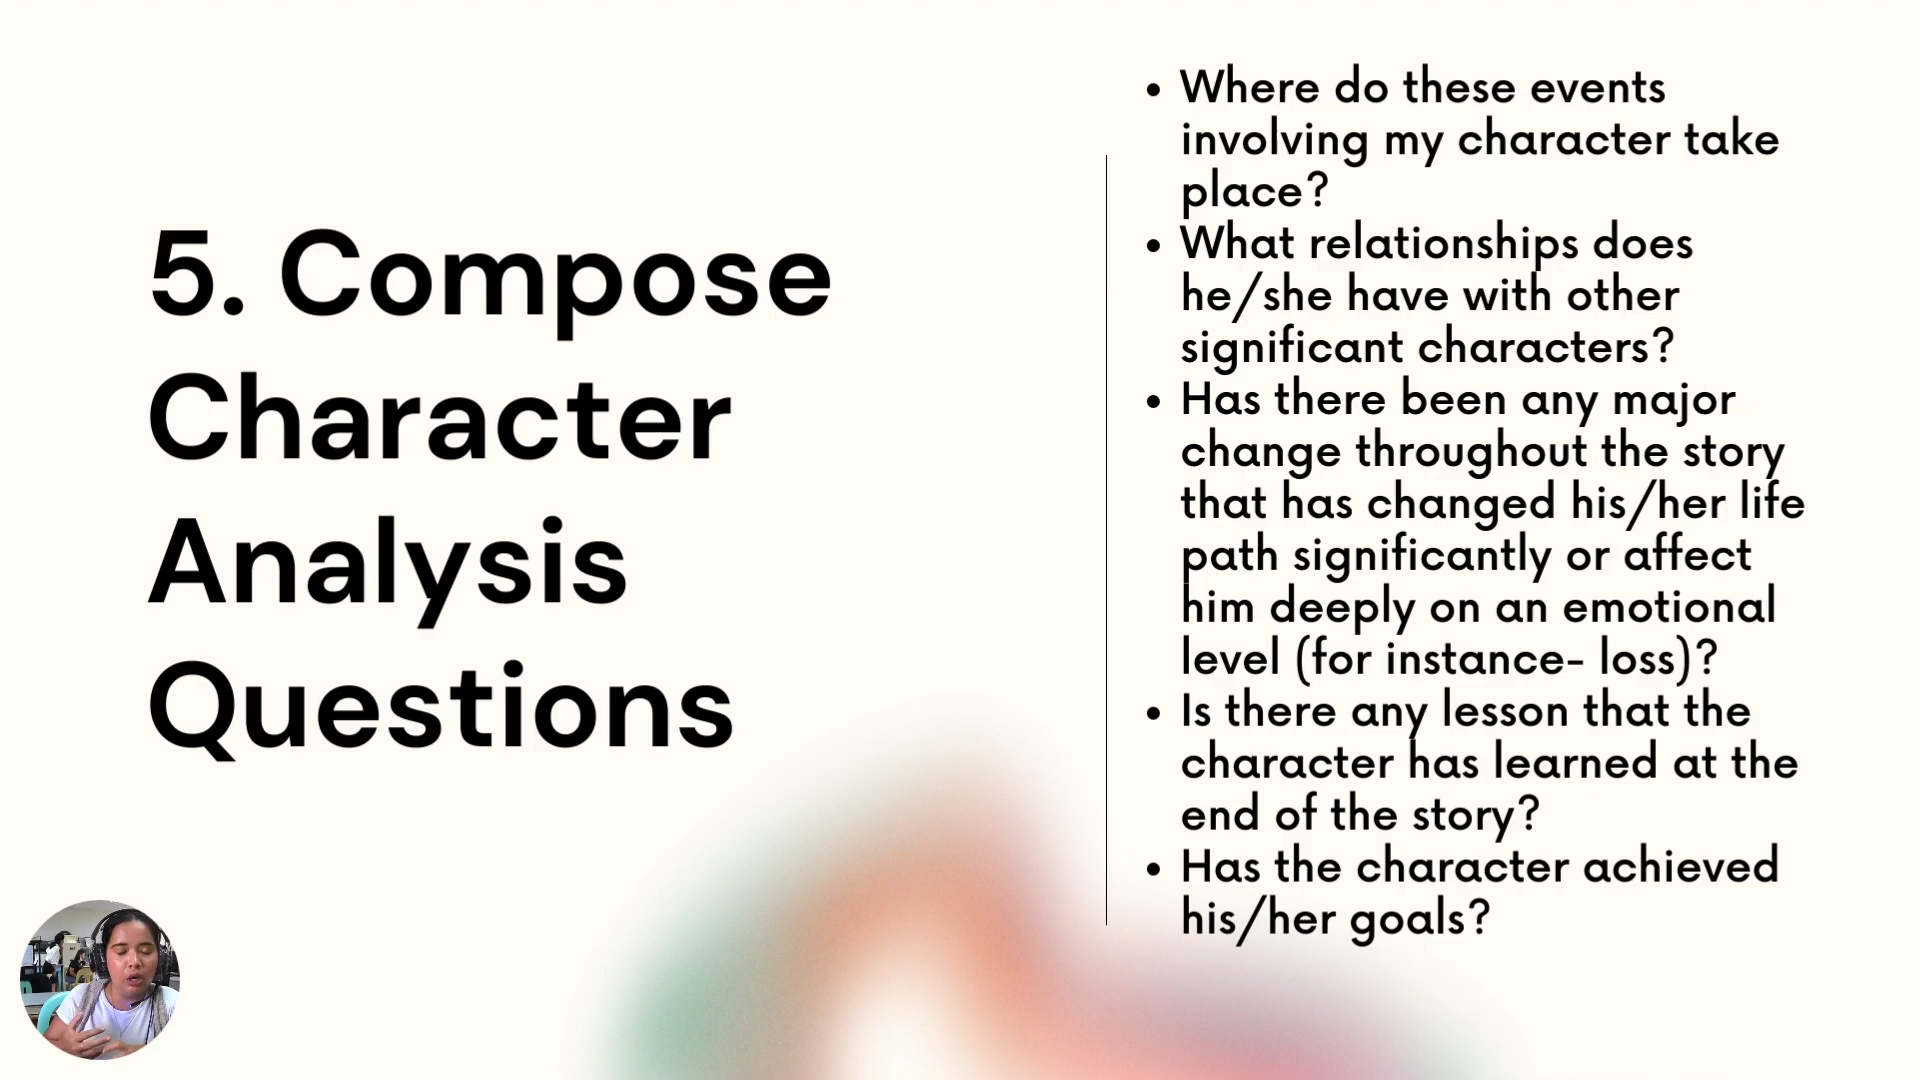 5. Compose
Character
Analysis
Questions
• Where do these events
involving my character take
place?
• What relationships does
he/she have with other
significant characters?
• Has there been any major
change throughout the story
that has changed his/her life
path significantly or affect
him deeply on an emotional
level (for instance- loss)?
• Is there any lesson that the
character has learned at the
end of the story?
• Has the character achieved
his/her goals?